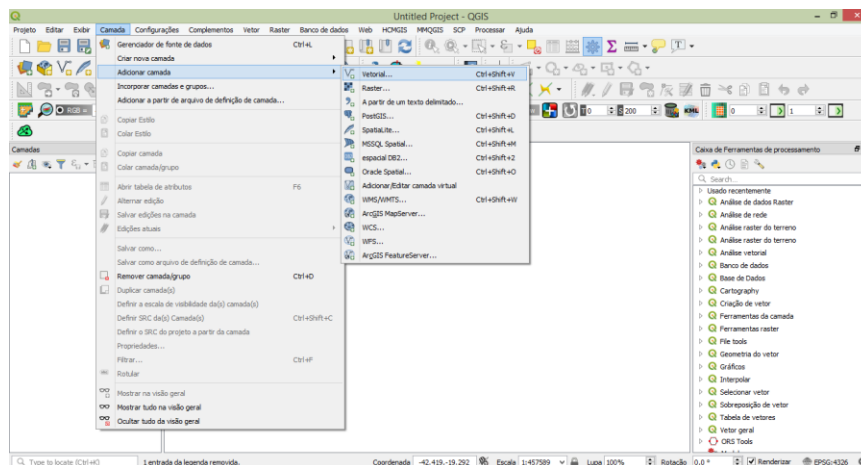 Untitled Project - QGIS
Projeto Editar Exibir Camada Configurações Complementos Vetor Raster Banco de dados Web HCMGIS MMQGIS SCP Processar Ajuda
Gerenciador de fonte de dados Ctrl+L
Criar nova camada
Adicionar camada
Incorporar camadas e grupos...
Adicionar a partir de arquivo de definição de camada...
Copiar Estilo
Colar Estilo
Copiar camada
Colar camada/grupo
Abrir tabela de atributos F6
Alternar edição
Salvar edições na camada
Edições atuais
Salvar como...
Salvar como arquivo de definição de camada...
Remover camada/grupo Ctrl+D
Duplicar camada(s)
Definir a escala de visibilidade da(s) camada(s)
Definir SRC da(s) Camada(s) Ctrl+Shift+C
Definir o SRC do projeto a partir da camada
Propriedades...
Filtrar... Ctrl+F
Rotular
Mostrar na visão geral
Mostrar tudo na visão geral
Ocultar tudo da visão geral
Vetorial... Ctrl+Shift+V
Raster... Ctrl+Shift+R
A partir de um texto delimitado...
PostGIS... Ctrl+Shift+D
SpatiaLite... Ctrl+Shift+L
MSSQL Spatial... Ctrl+Shift+M
espacial DB2... Ctrl+Shift+2
Oracle Spatial... Ctrl+Shift+O
Adicionar/Editar camada virtual
WMS/WMTS... Ctrl+Shift+W
ArcGIS MapServer...
WCS...
WFS...
ArcGIS FeatureServer...
RGB =
0 200 KML 0 1
Camadas
Caixa de Ferramentas de processamento
Search...
Usado recentemente
Análise de dados Raster
Análise de rede
Análise raster do terreno
Análise raster do terreno
Análise vetorial
Banco de dados
Base de Dados
Cartography
Criação de vetor
Ferramentas da camada
Ferramentas raster
File tools
Geometria do vetor
Gráficos
Interpolar
Selecionar vetor
Sobreposição de vetor
Tabela de vetores
Vetor geral
ORS Tools
Type to locate (Ctrl+K) 1 entrada da legenda removida. Coordenada -42.419,-19.292 Escala 1:457589 Lupa 100% Rotação 0,0 ° Renderizar EPSG:4326